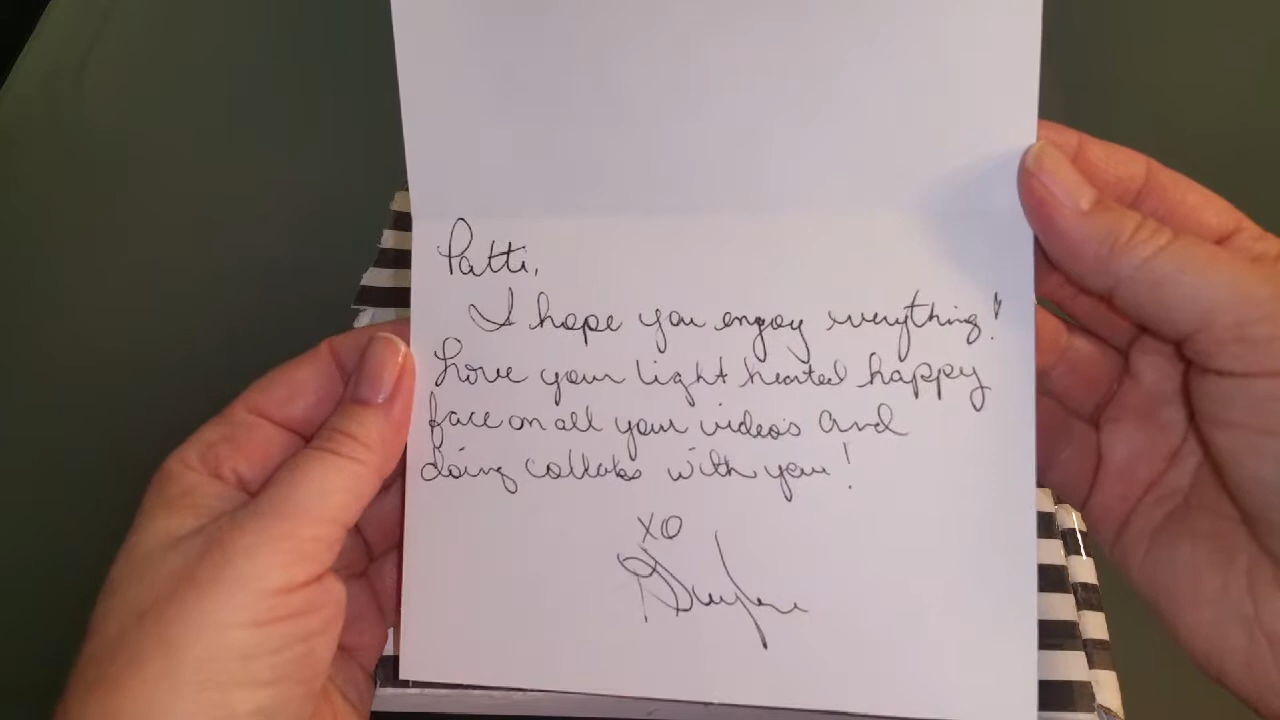 Patti,
I hope you enjoy everything!
Love your light hearted happy
face on all your video's and
doing collabs with you!
XO